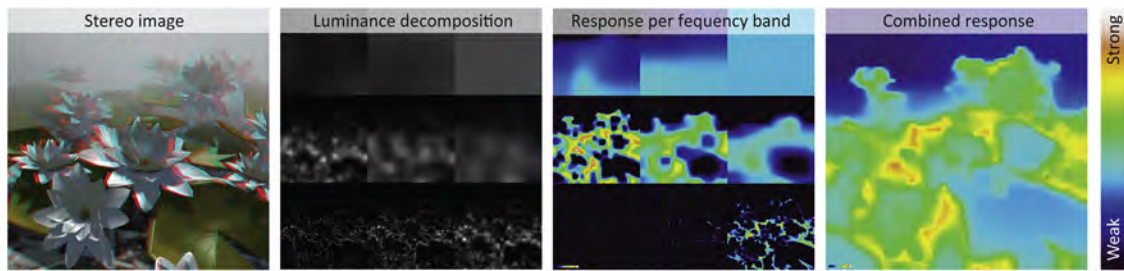 Stereo image
Luminance decomposition
Response per fequency band
Combined response
Strong
Weak